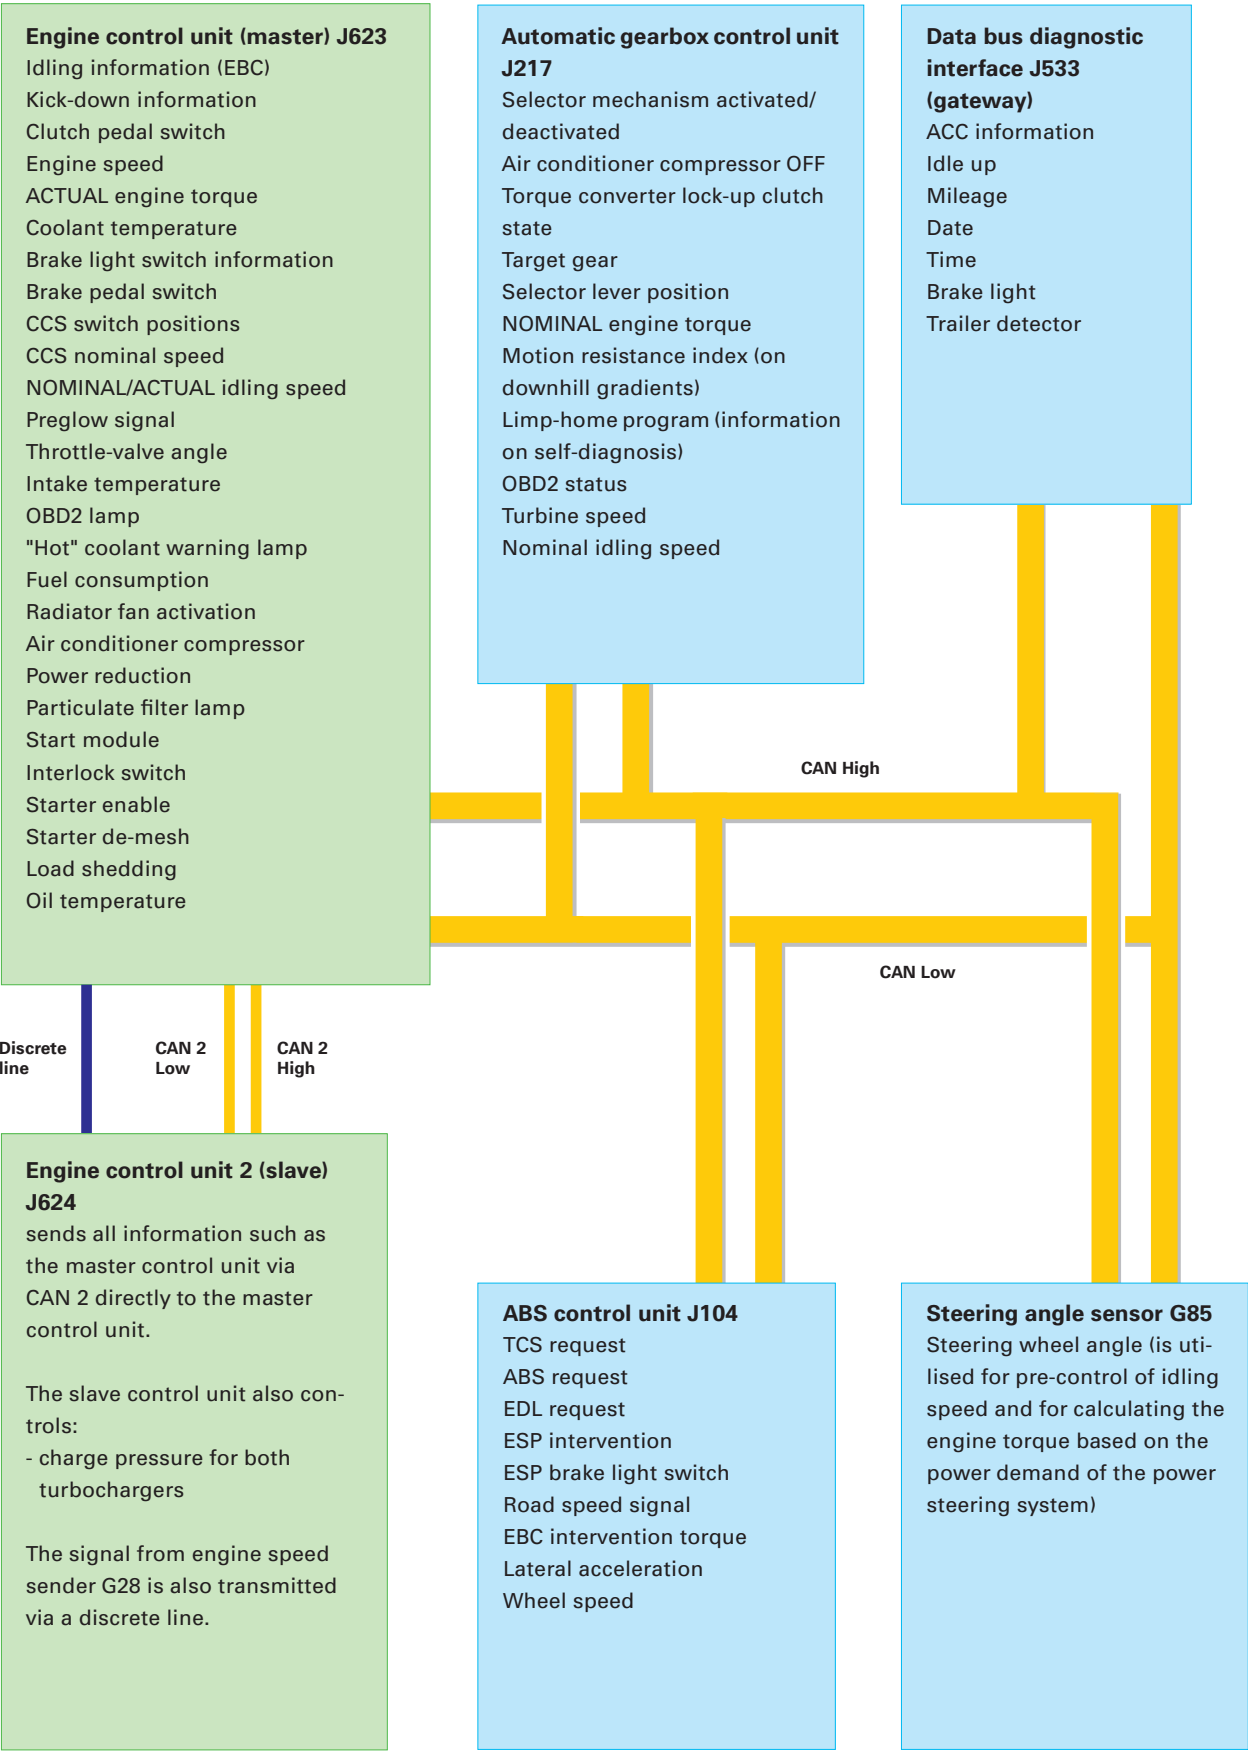 Engine control unit (master) J623
Idling information (EBC)
Kick-down information
Clutch pedal switch
Engine speed
ACTUAL engine torque
Coolant temperature
Brake light switch information
Brake pedal switch
CCS switch positions
CCS nominal speed
NOMINAL/ACTUAL idling speed
Preglow signal
Throttle-valve angle
Intake temperature
OBD2 lamp
"Hot" coolant warning lamp
Fuel consumption
Radiator fan activation
Air conditioner compressor
Power reduction
Particulate filter lamp
Start module
Interlock switch
Starter enable
Starter de-mesh
Load shedding
Oil temperature
Automatic gearbox control unit
J217
Selector mechanism activated/
deactivated
Air conditioner compressor OFF
Torque converter lock-up clutch
state
Target gear
Selector lever position
NOMINAL engine torque
Motion resistance index (on
downhill gradients)
Limp-home program (information
on self-diagnosis)
OBD2 status
Turbine speed
Nominal idling speed
Data bus diagnostic
interface J533
(gateway)
ACC information
Idle up
Mileage
Date
Time
Brake light
Trailer detector
CAN High
CAN Low
Discrete
line
CAN 2
Low
CAN 2
High
Engine control unit 2 (slave)
J624
sends all information such as
the master control unit via
CAN 2 directly to the master
control unit.
The slave control unit also con-
trols:
- charge pressure for both
turbochargers
The signal from engine speed
sender G28 is also transmitted
via a discrete line.
ABS control unit J104
TCS request
ABS request
EDL request
ESP intervention
ESP brake light switch
Road speed signal
EBC intervention torque
Lateral acceleration
Wheel speed
Steering angle sensor G85
Steering wheel angle (is uti-
lised for pre-control of idling
speed and for calculating the
engine torque based on the
power demand of the power
steering system)